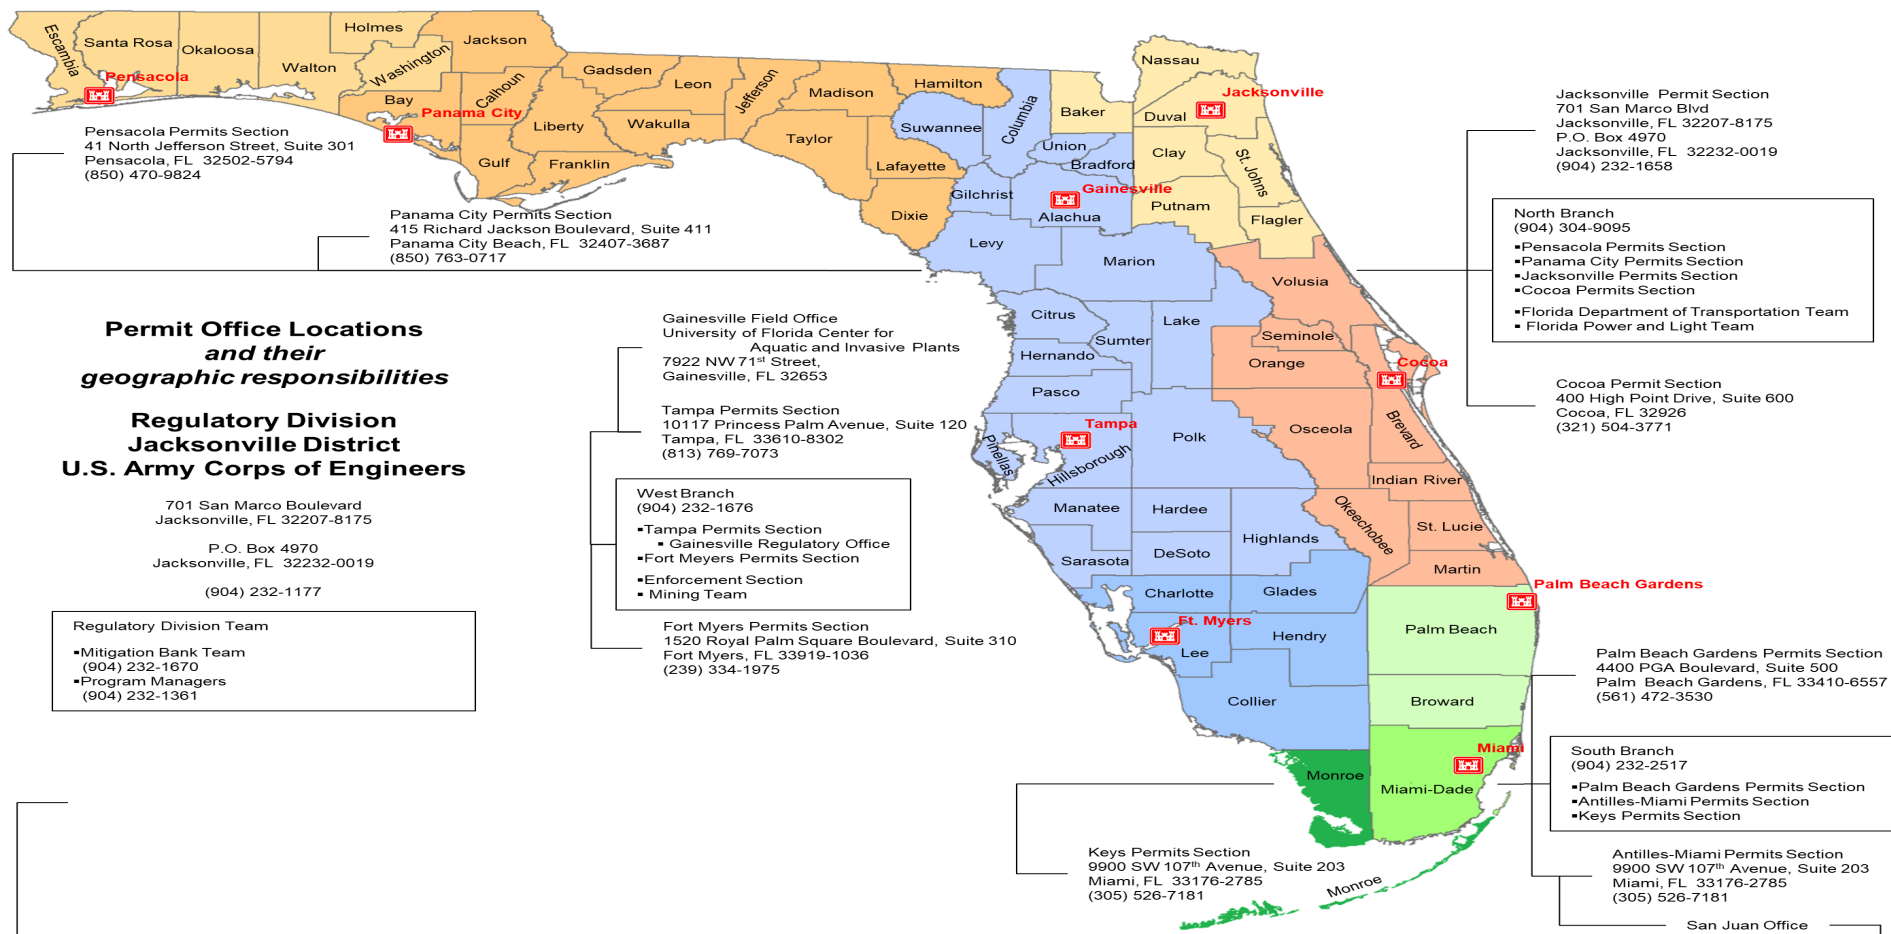 Permit Office Locations
and their
geographic responsibilities
Regulatory Division
Jacksonville District
U.S. Army Corps of Engineers
701 San Marco Boulevard
Jacksonville, FL 32207-8175
P.O. Box 4970
Jacksonville, FL 32232-0019
(904) 232-1177
Regulatory Division Team
▪Mitigation Bank Team
(904) 232-1670
▪Program Managers
(904) 232-1361
Pensacola Permits Section
41 North Jefferson Street, Suite 301
Pensacola, FL 32502-5794
(850) 470-9824
Panama City Permits Section
415 Richard Jackson Boulevard, Suite 411
Panama City Beach, FL 32407-3687
(850) 763-0717
Gainesville Field Office
University of Florida Center for
Aquatic and Invasive Plants
7922 NW 71st Street,
Gainesville, FL 32653
Tampa Permits Section
10117 Princess Palm Avenue, Suite 120
Tampa, FL 33610-8302
(813) 769-7073
West Branch
(904) 232-1676
▪Tampa Permits Section
▪ Gainesville Regulatory Office
▪Fort Meyers Permits Section
▪Enforcement Section
▪ Mining Team
Fort Myers Permits Section
1520 Royal Palm Square Boulevard, Suite 310
Fort Myers, FL 33919-1036
(239) 334-1975
Escambia
Santa Rosa
Okaloosa
Walton
Holmes
Washington
Jackson
Bay
Calhoun
Gulf
Gadsden
Liberty
Franklin
Leon
Wakulla
Jefferson
Madison
Taylor
Hamilton
Lafayette
Dixie
Suwannee
Columbia
Baker
Union
Bradford
Gilchrist
Alachua
Levy
Marion
Nassau
Duval
Clay
St. Johns
Putnam
Flagler
Citrus
Hernando
Pasco
Sumter
Lake
Volusia
Seminole
Orange
Osceola
Brevard
Indian River
Okeechobee
St. Lucie
Martin
Pinellas
Hillsborough
Polk
Manatee
Hardee
Highlands
Sarasota
DeSoto
Charlotte
Glades
Lee
Hendry
Collier
Palm Beach
Broward
Miami-Dade
Monroe
Monroe
Pensacola
Panama City
Jacksonville
Gainesville
Cocoa
Tampa
Palm Beach Gardens
Ft. Myers
Miami
Jacksonville Permit Section
701 San Marco Blvd
Jacksonville, FL 32207-8175
P.O. Box 4970
Jacksonville, FL 32232-0019
(904) 232-1658
North Branch
(904) 304-9095
▪Pensacola Permits Section
▪Panama City Permits Section
▪Jacksonville Permits Section
▪Cocoa Permits Section
▪Florida Department of Transportation Team
▪ Florida Power and Light Team
Cocoa Permit Section
400 High Point Drive, Suite 600
Cocoa, FL 32926
(321) 504-3771
Palm Beach Gardens Permits Section
4400 PGA Boulevard, Suite 500
Palm Beach Gardens, FL 33410-6557
(561) 472-3530
South Branch
(904) 232-2517
▪Palm Beach Gardens Permits Section
▪Antilles-Miami Permits Section
▪Keys Permits Section
Keys Permits Section
9900 SW 107th Avenue, Suite 203
Miami, FL 33176-2785
(305) 526-7181
Antilles-Miami Permits Section
9900 SW 107th Avenue, Suite 203
Miami, FL 33176-2785
(305) 526-7181
San Juan Office